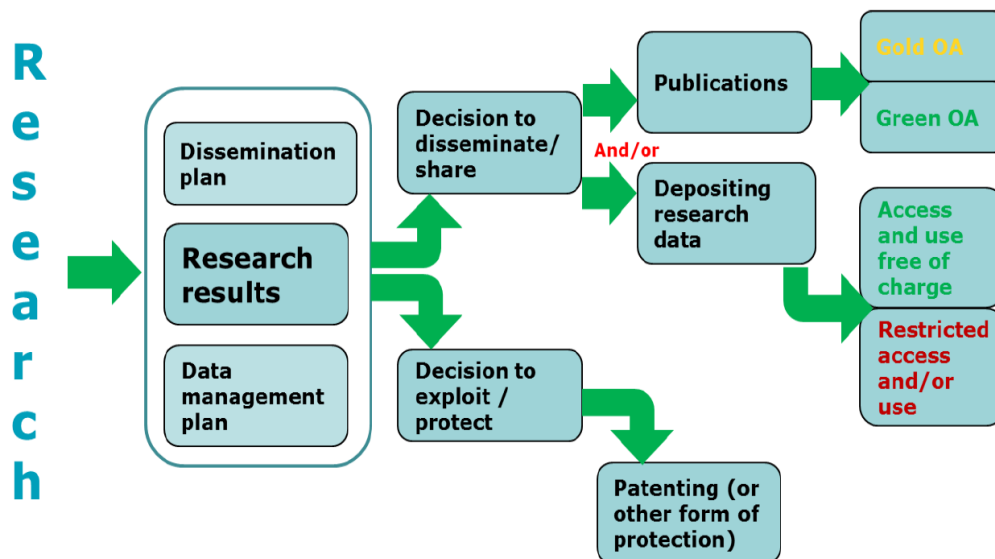 Research
Dissemination
plan
Research
results
Data
management
plan
Decision to
disseminate/
share
And/or
Decision to
exploit /
protect
Publications
Depositing
research
data
Patenting (or
other form of
protection)
Gold OA
Green OA
Access
and use
free of
charge
Restricted
access
and/or
use